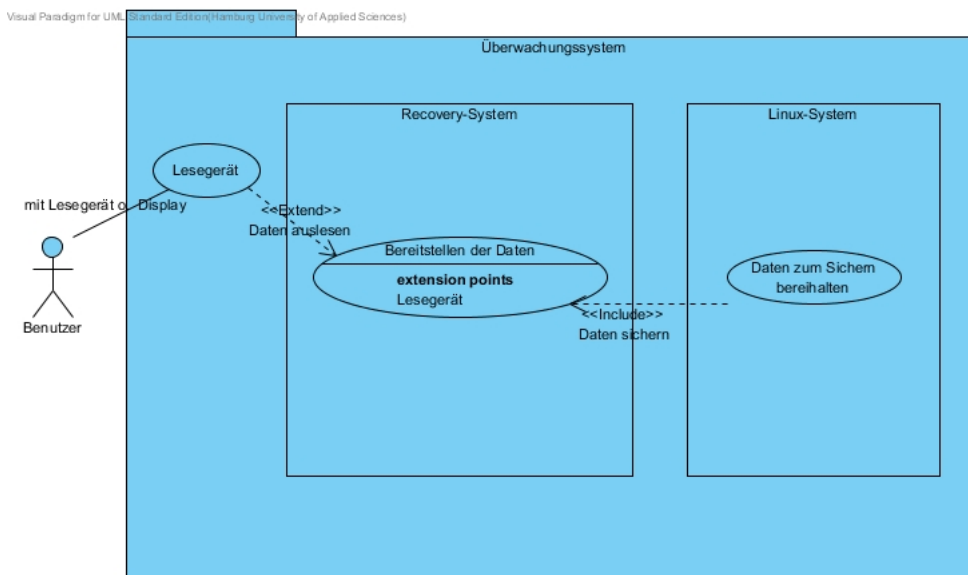 Visual Paradigm for UML Standard Edition(Hamburg University of Applied Sciences)
Überwachungssystem
Recovery-System
Linux-System
Lesegerät
mit Lesegerät o. Display
<<Extend>>
Daten auslesen
Bereitstellen der Daten
extension points
Lesegerät
Daten zum Sichern
bereihalten
<<Include>>
Daten sichern
Benutzer